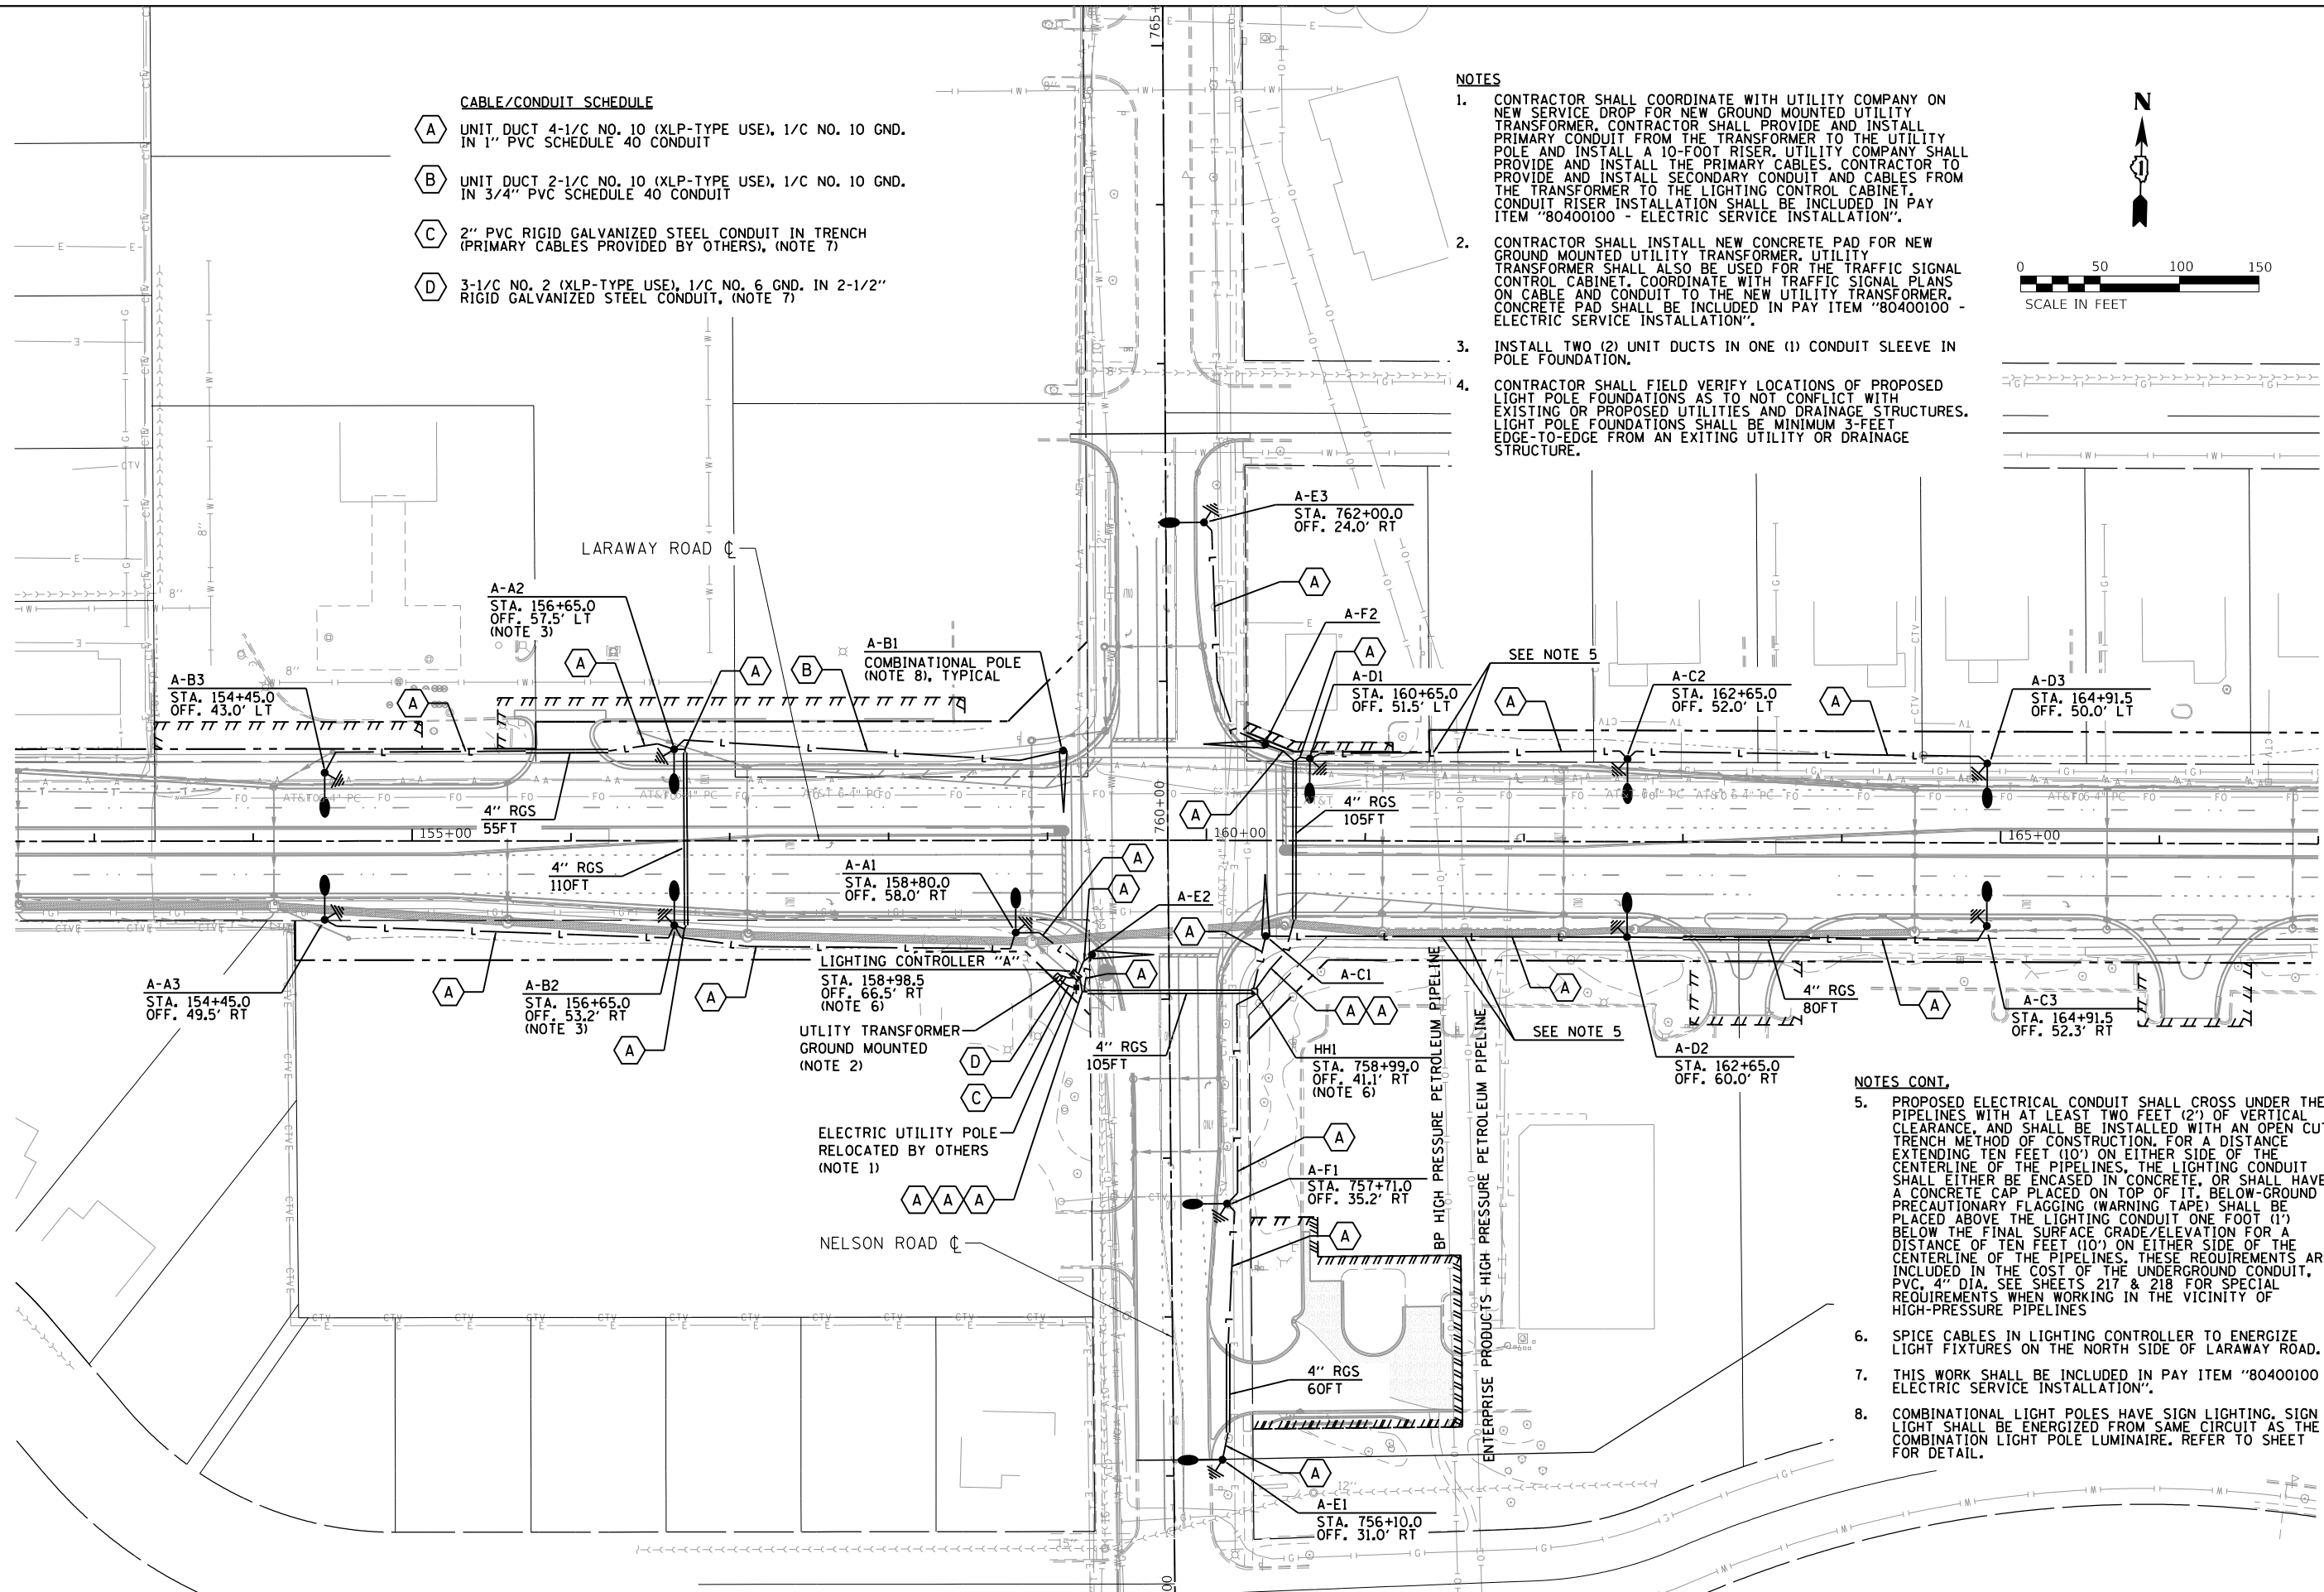 CABLE/CONDUIT SCHEDULE
A
UNIT DUCT 4-1/C NO. 10 (XLP-TYPE USE), 1/C NO. 10 GND.
IN 1" PVC SCHEDULE 40 CONDUIT
B
UNIT DUCT 2-1/C NO. 10 (XLP-TYPE USE), 1/C NO. 10 GND.
IN 3/4" PVC SCHEDULE 40 CONDUIT
C
2" PVC RIGID GALVANIZED STEEL CONDUIT IN TRENCH
(PRIMARY CABLES PROVIDED BY OTHERS), (NOTE 7)
D
3-1/C NO. 2 (XLP-TYPE USE), 1/C NO. 6 GND. IN 2-1/2"
RIGID GALVANIZED STEEL CONDUIT, (NOTE 7)
NOTES
1. CONTRACTOR SHALL COORDINATE WITH UTILITY COMPANY ON
NEW SERVICE DROP FOR NEW GROUND MOUNTED UTILITY
TRANSFORMER. CONTRACTOR SHALL PROVIDE AND INSTALL
PRIMARY CONDUIT FROM THE TRANSFORMER TO THE UTILITY
POLE AND INSTALL A 10-FOOT RISER. UTILITY COMPANY SHALL
PROVIDE AND INSTALL THE PRIMARY CABLES. CONTRACTOR TO
PROVIDE AND INSTALL SECONDARY CONDUIT AND CABLES FROM
THE TRANSFORMER TO THE LIGHTING CONTROL CABINET.
CONDUIT RISER INSTALLATION SHALL BE INCLUDED IN PAY
ITEM "80400100 - ELECTRIC SERVICE INSTALLATION".
2. CONTRACTOR SHALL INSTALL NEW CONCRETE PAD FOR NEW
GROUND MOUNTED UTILITY TRANSFORMER. UTILITY
TRANSFORMER SHALL ALSO BE USED FOR THE TRAFFIC SIGNAL
CONTROL CABINET. COORDINATE WITH TRAFFIC SIGNAL PLANS
ON CABLE AND CONDUIT TO THE NEW UTILITY TRANSFORMER.
CONCRETE PAD SHALL BE INCLUDED IN PAY ITEM "80400100 -
ELECTRIC SERVICE INSTALLATION".
3. INSTALL TWO (2) UNIT DUCTS IN ONE (1) CONDUIT SLEEVE IN
POLE FOUNDATION.
4. CONTRACTOR SHALL FIELD VERIFY LOCATIONS OF PROPOSED
LIGHT POLE FOUNDATIONS AS TO NOT CONFLICT WITH
EXISTING OR PROPOSED UTILITIES AND DRAINAGE STRUCTURES.
LIGHT POLE FOUNDATIONS SHALL BE MINIMUM 3-FEET
EDGE-TO-EDGE FROM AN EXITING UTILITY OR DRAINAGE
STRUCTURE.
N
0 50 100 150
SCALE IN FEET
765+
A-E3
STA. 762+00.0
OFF. 24.0' RT
LARAWAY ROAD ℄
A
A-A2
STA. 156+65.0
OFF. 57.5' LT
(NOTE 3)
A-F2
A-B1
COMBINATIONAL POLE
(NOTE 8), TYPICAL
A
A
B
A
SEE NOTE 5
A-B3
STA. 154+45.0
OFF. 43.0' LT
A
A-D1
STA. 160+65.0
OFF. 51.5' LT
A
A-C2
STA. 162+65.0
OFF. 52.0' LT
A
A-D3
STA. 164+91.5
OFF. 50.0' LT
4" RGS
55FT
A
4" RGS
105FT
155+00
760+00
160+00
165+00
4" RGS
110FT
A-A1
STA. 158+80.0
OFF. 58.0' RT
A
A
A-E2
A
LIGHTING CONTROLLER "A"
STA. 158+98.5
OFF. 66.5' RT
(NOTE 6)
A
A-C1
A-A3
STA. 154+45.0
OFF. 49.5' RT
A
A-B2
STA. 156+65.0
OFF. 53.2' RT
(NOTE 3)
A
A
A A
A
4" RGS
80FT
A
A-C3
STA. 164+91.5
OFF. 52.3' RT
UTLITY TRANSFORMER
GROUND MOUNTED
(NOTE 2)
D
C
4" RGS
105FT
HH1
STA. 758+99.0
OFF. 41.1' RT
(NOTE 6)
SEE NOTE 5
A-D2
STA. 162+65.0
OFF. 60.0' RT
ELECTRIC UTILITY POLE
RELOCATED BY OTHERS
(NOTE 1)
A A A
A
A-F1
STA. 757+71.0
OFF. 35.2' RT
A
NELSON ROAD ℄
BP HIGH PRESSURE PETROLEUM PIPELINE
ENTERPRISE PRODUCTS HIGH PRESSURE PETROLEUM PIPELINE
4" RGS
60FT
A
A-E1
STA. 756+10.0
OFF. 31.0' RT
NOTES CONT.
5. PROPOSED ELECTRICAL CONDUIT SHALL CROSS UNDER THE
PIPELINES WITH AT LEAST TWO FEET (2') OF VERTICAL
CLEARANCE, AND SHALL BE INSTALLED WITH AN OPEN CU
TRENCH METHOD OF CONSTRUCTION. FOR A DISTANCE
EXTENDING TEN FEET (10') ON EITHER SIDE OF THE
CENTERLINE OF THE PIPELINES, THE LIGHTING CONDUIT
SHALL EITHER BE ENCASED IN CONCRETE, OR SHALL HAVE
A CONCRETE CAP PLACED ON TOP OF IT. BELOW-GROUND
PRECAUTIONARY FLAGGING (WARNING TAPE) SHALL BE
PLACED ABOVE THE LIGHTING CONDUIT ONE FOOT (1')
BELOW THE FINAL SURFACE GRADE/ELEVATION FOR A
DISTANCE OF TEN FEET (10') ON EITHER SIDE OF THE
CENTERLINE OF THE PIPELINES. THESE REQUIREMENTS AR
INCLUDED IN THE COST OF THE UNDERGROUND CONDUIT,
PVC, 4" DIA. SEE SHEETS 217 & 218 FOR SPECIAL
REQUIREMENTS WHEN WORKING IN THE VICINITY OF
HIGH-PRESSURE PIPELINES
6. SPICE CABLES IN LIGHTING CONTROLLER TO ENERGIZE
LIGHT FIXTURES ON THE NORTH SIDE OF LARAWAY ROAD.
7. THIS WORK SHALL BE INCLUDED IN PAY ITEM "80400100
ELECTRIC SERVICE INSTALLATION".
8. COMBINATIONAL LIGHT POLES HAVE SIGN LIGHTING. SIGN
LIGHT SHALL BE ENERGIZED FROM SAME CIRCUIT AS THE
COMBINATION LIGHT POLE LUMINAIRE. REFER TO SHEET
FOR DETAIL.